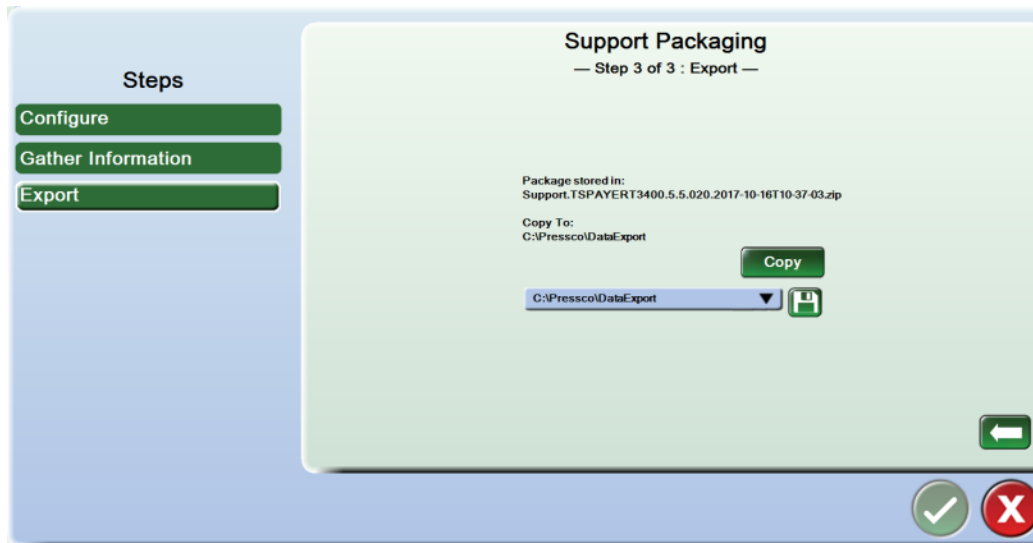 Steps
Configure
Gather Information
Export
Support Packaging
— Step 3 of 3 : Export —
Package stored in:
Support.TSPAYERT3400.5.5.020.2017-10-16T10-37-03.zip
Copy To:
C:\Pressco\DataExport
Copy
C:\Pressco\DataExport